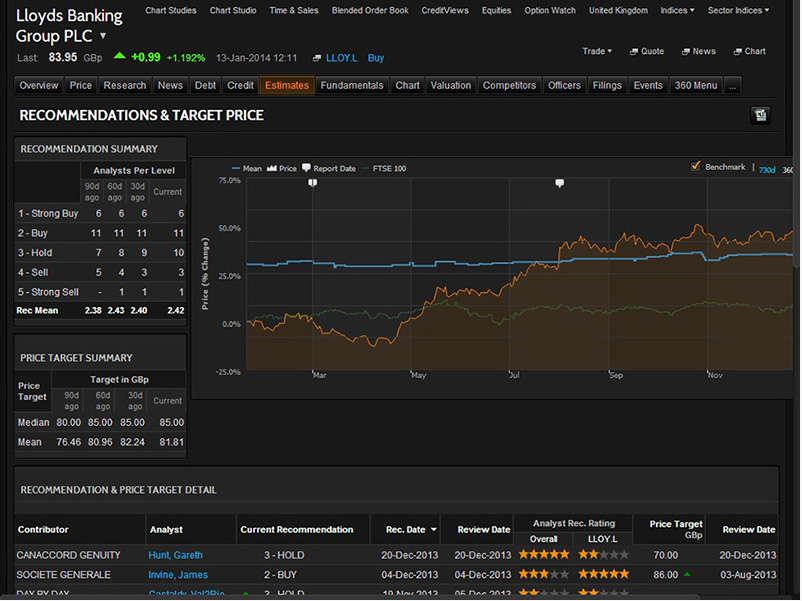 Lloyds Banking Group PLC ▼
Chart Studies Chart Studio Time & Sales Blended Order Book CreditViews Equities Option Watch United Kingdom Indices ▾ Sector Indices ▾
Trade ▾ Quote News Chart
Last: 83.95 GBp +0.99 +1.192% 13-Jan-2014 12:11 LLOY.L Buy
Overview Price Research News Debt Credit Estimates Fundamentals Chart Valuation Competitors Officers Filings Events 360 Menu ...
RECOMMENDATIONS & TARGET PRICE
RECOMMENDATION SUMMARY
Analysts Per Level
90d ago 60d ago 30d ago Current
1 - Strong Buy 6 6 6 6
2 - Buy 11 11 11 11
3 - Hold 7 8 9 10
4 - Sell 5 4 3 3
5 - Strong Sell - 1 1 1
Rec Mean 2.38 2.43 2.40 2.42
Mean Price Report Date FTSE 100
Benchmark | 730d 360
75.0%
50.0%
25.0%
0.0%
-25.0%
Price (% Change)
Mar May Jul Sep Nov
PRICE TARGET SUMMARY
Price Target
Target in GBp
90d ago 60d ago 30d ago Current
Median 80.00 85.00 85.00 85.00
Mean 76.46 80.96 82.24 81.81
RECOMMENDATION & PRICE TARGET DETAIL
Contributor Analyst Current Recommendation Rec. Date ▼ Review Date Analyst Rec. Rating Overall LLOY.L Price Target GBp Review Date
CANACCORD GENUITY Hunt, Gareth 3 - HOLD 20-Dec-2013 20-Dec-2013 70.00 20-Dec-2013
SOCIETE GENERALE Invine, James 2 - BUY 04-Dec-2013 04-Dec-2013 86.00 03-Aug-2013
DAY BY DAY 3 - HOLD 19-Nov-2013 05-Dec-2013